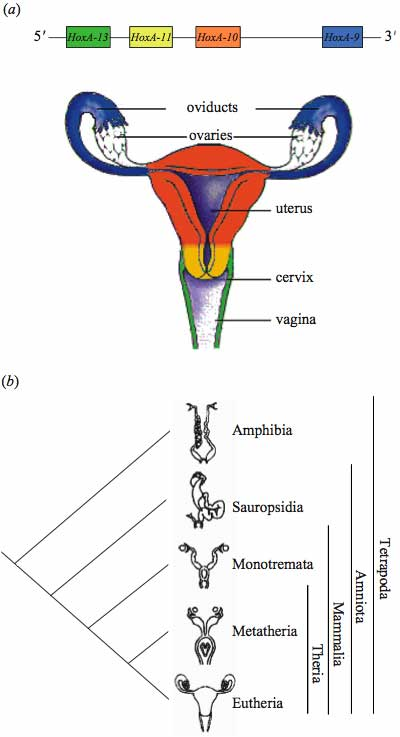 (a)
5′ HoxA-13 HoxA-11 HoxA-10 HoxA-9 3′
oviducts
ovaries
uterus
cervix
vagina
(b)
Amphibia
Sauropsidia
Monotremata
Metatheria
Eutheria
Theria
Mammalia
Amniota
Tetrapoda